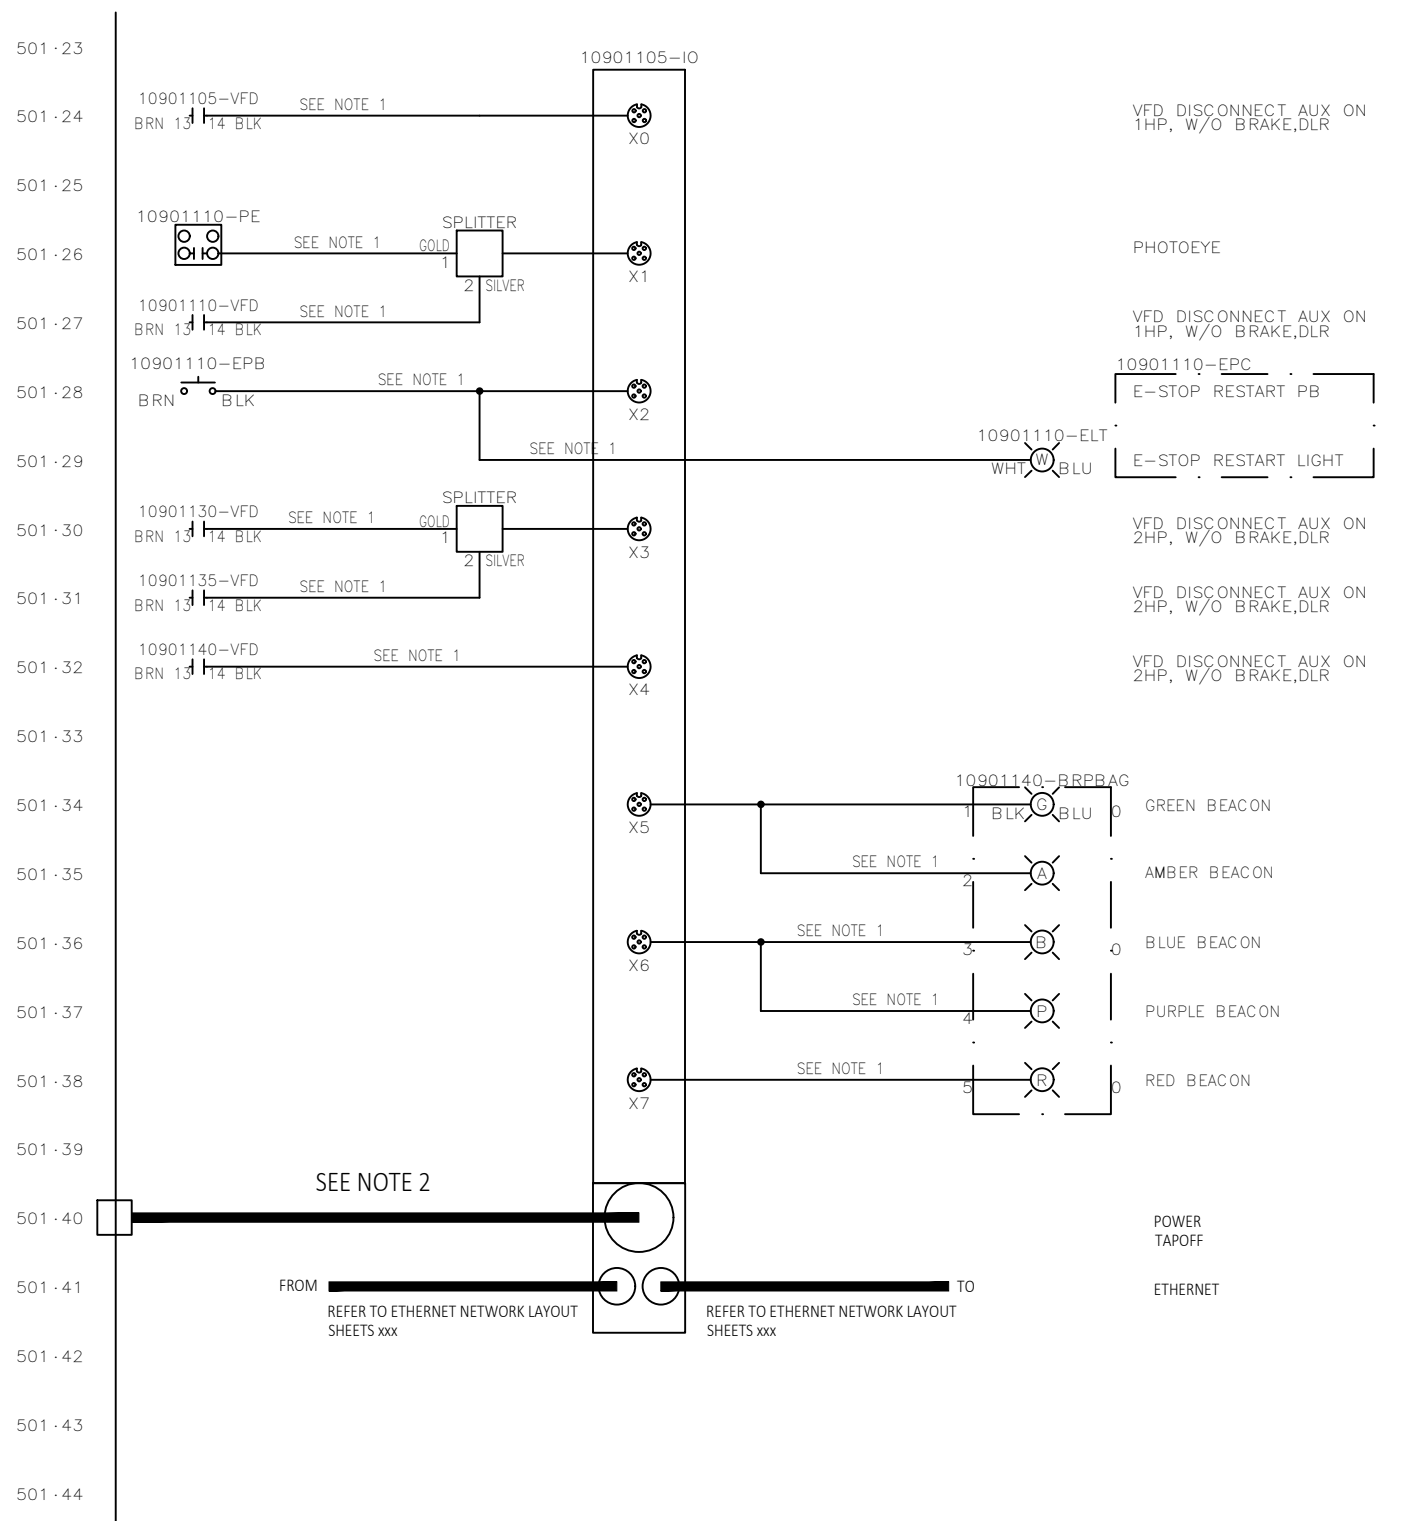 501·23
10901105-IO
501·24
10901105-VFD
BRN 13 14 BLK
SEE NOTE 1
X0
VFD DISCONNECT AUX ON
1HP, W/O BRAKE,DLR
501·25
10901110-PE
SPLITTER
501·26
SEE NOTE 1
GOLD
1
X1
PHOTOEYE
2 SILVER
501·27
10901110-VFD
BRN 13 14 BLK
SEE NOTE 1
VFD DISCONNECT AUX ON
1HP, W/O BRAKE,DLR
10901110-EPB
10901110-EPC
501·28
BRN BLK
SEE NOTE 1
X2
E-STOP RESTART PB
501·29
SEE NOTE 1
10901110-ELT
WHT W BLU
E-STOP RESTART LIGHT
SPLITTER
501·30
10901130-VFD
BRN 13 14 BLK
SEE NOTE 1
GOLD
1
X3
VFD DISCONNECT AUX ON
2HP, W/O BRAKE,DLR
2 SILVER
501·31
10901135-VFD
BRN 13 14 BLK
SEE NOTE 1
VFD DISCONNECT AUX ON
2HP, W/O BRAKE,DLR
501·32
10901140-VFD
BRN 13 14 BLK
SEE NOTE 1
X4
VFD DISCONNECT AUX ON
2HP, W/O BRAKE,DLR
501·33
10901140-BRPBAG
501·34
X5
1 BLK G BLU 0
GREEN BEACON
501·35
SEE NOTE 1
2 A
AMBER BEACON
501·36
X6
SEE NOTE 1
3 B 0
BLUE BEACON
501·37
SEE NOTE 1
4 P
PURPLE BEACON
501·38
X7
SEE NOTE 1
5 R 0
RED BEACON
501·39
SEE NOTE 2
501·40
POWER
TAPOFF
501·41
FROM
TO
ETHERNET
REFER TO ETHERNET NETWORK LAYOUT
SHEETS xxx
REFER TO ETHERNET NETWORK LAYOUT
SHEETS xxx
501·42
501·43
501·44